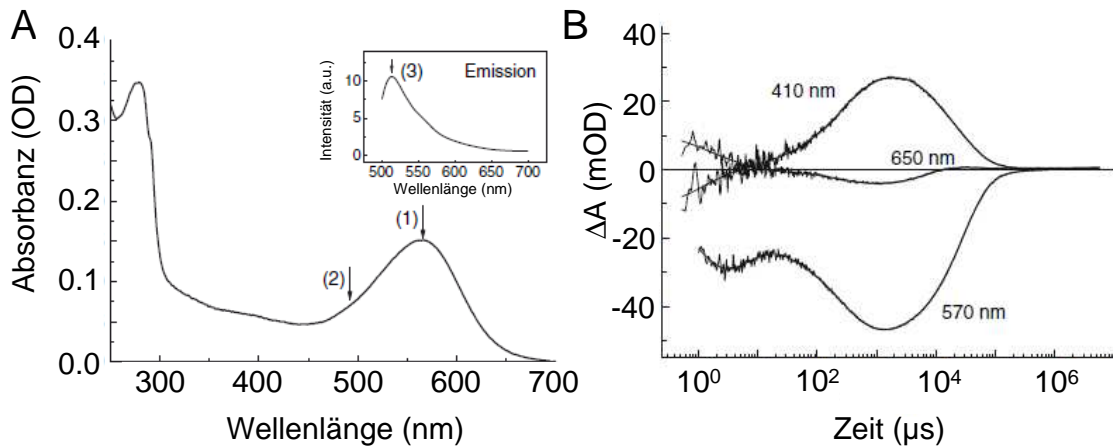 A
Absorbanz (OD)
0.4
0.3
0.2
0.1
0.0
300
400
500
600
700
Wellenlänge (nm)
(1)
(2)
Emission
(3)
Intensität (a.u.)
10
5
0
500
550
600
650
700
Wellenlänge (nm)
B
ΔA (mOD)
40
20
0
-20
-40
410 nm
650 nm
570 nm
10⁰
10²
10⁴
10⁶
Zeit (µs)